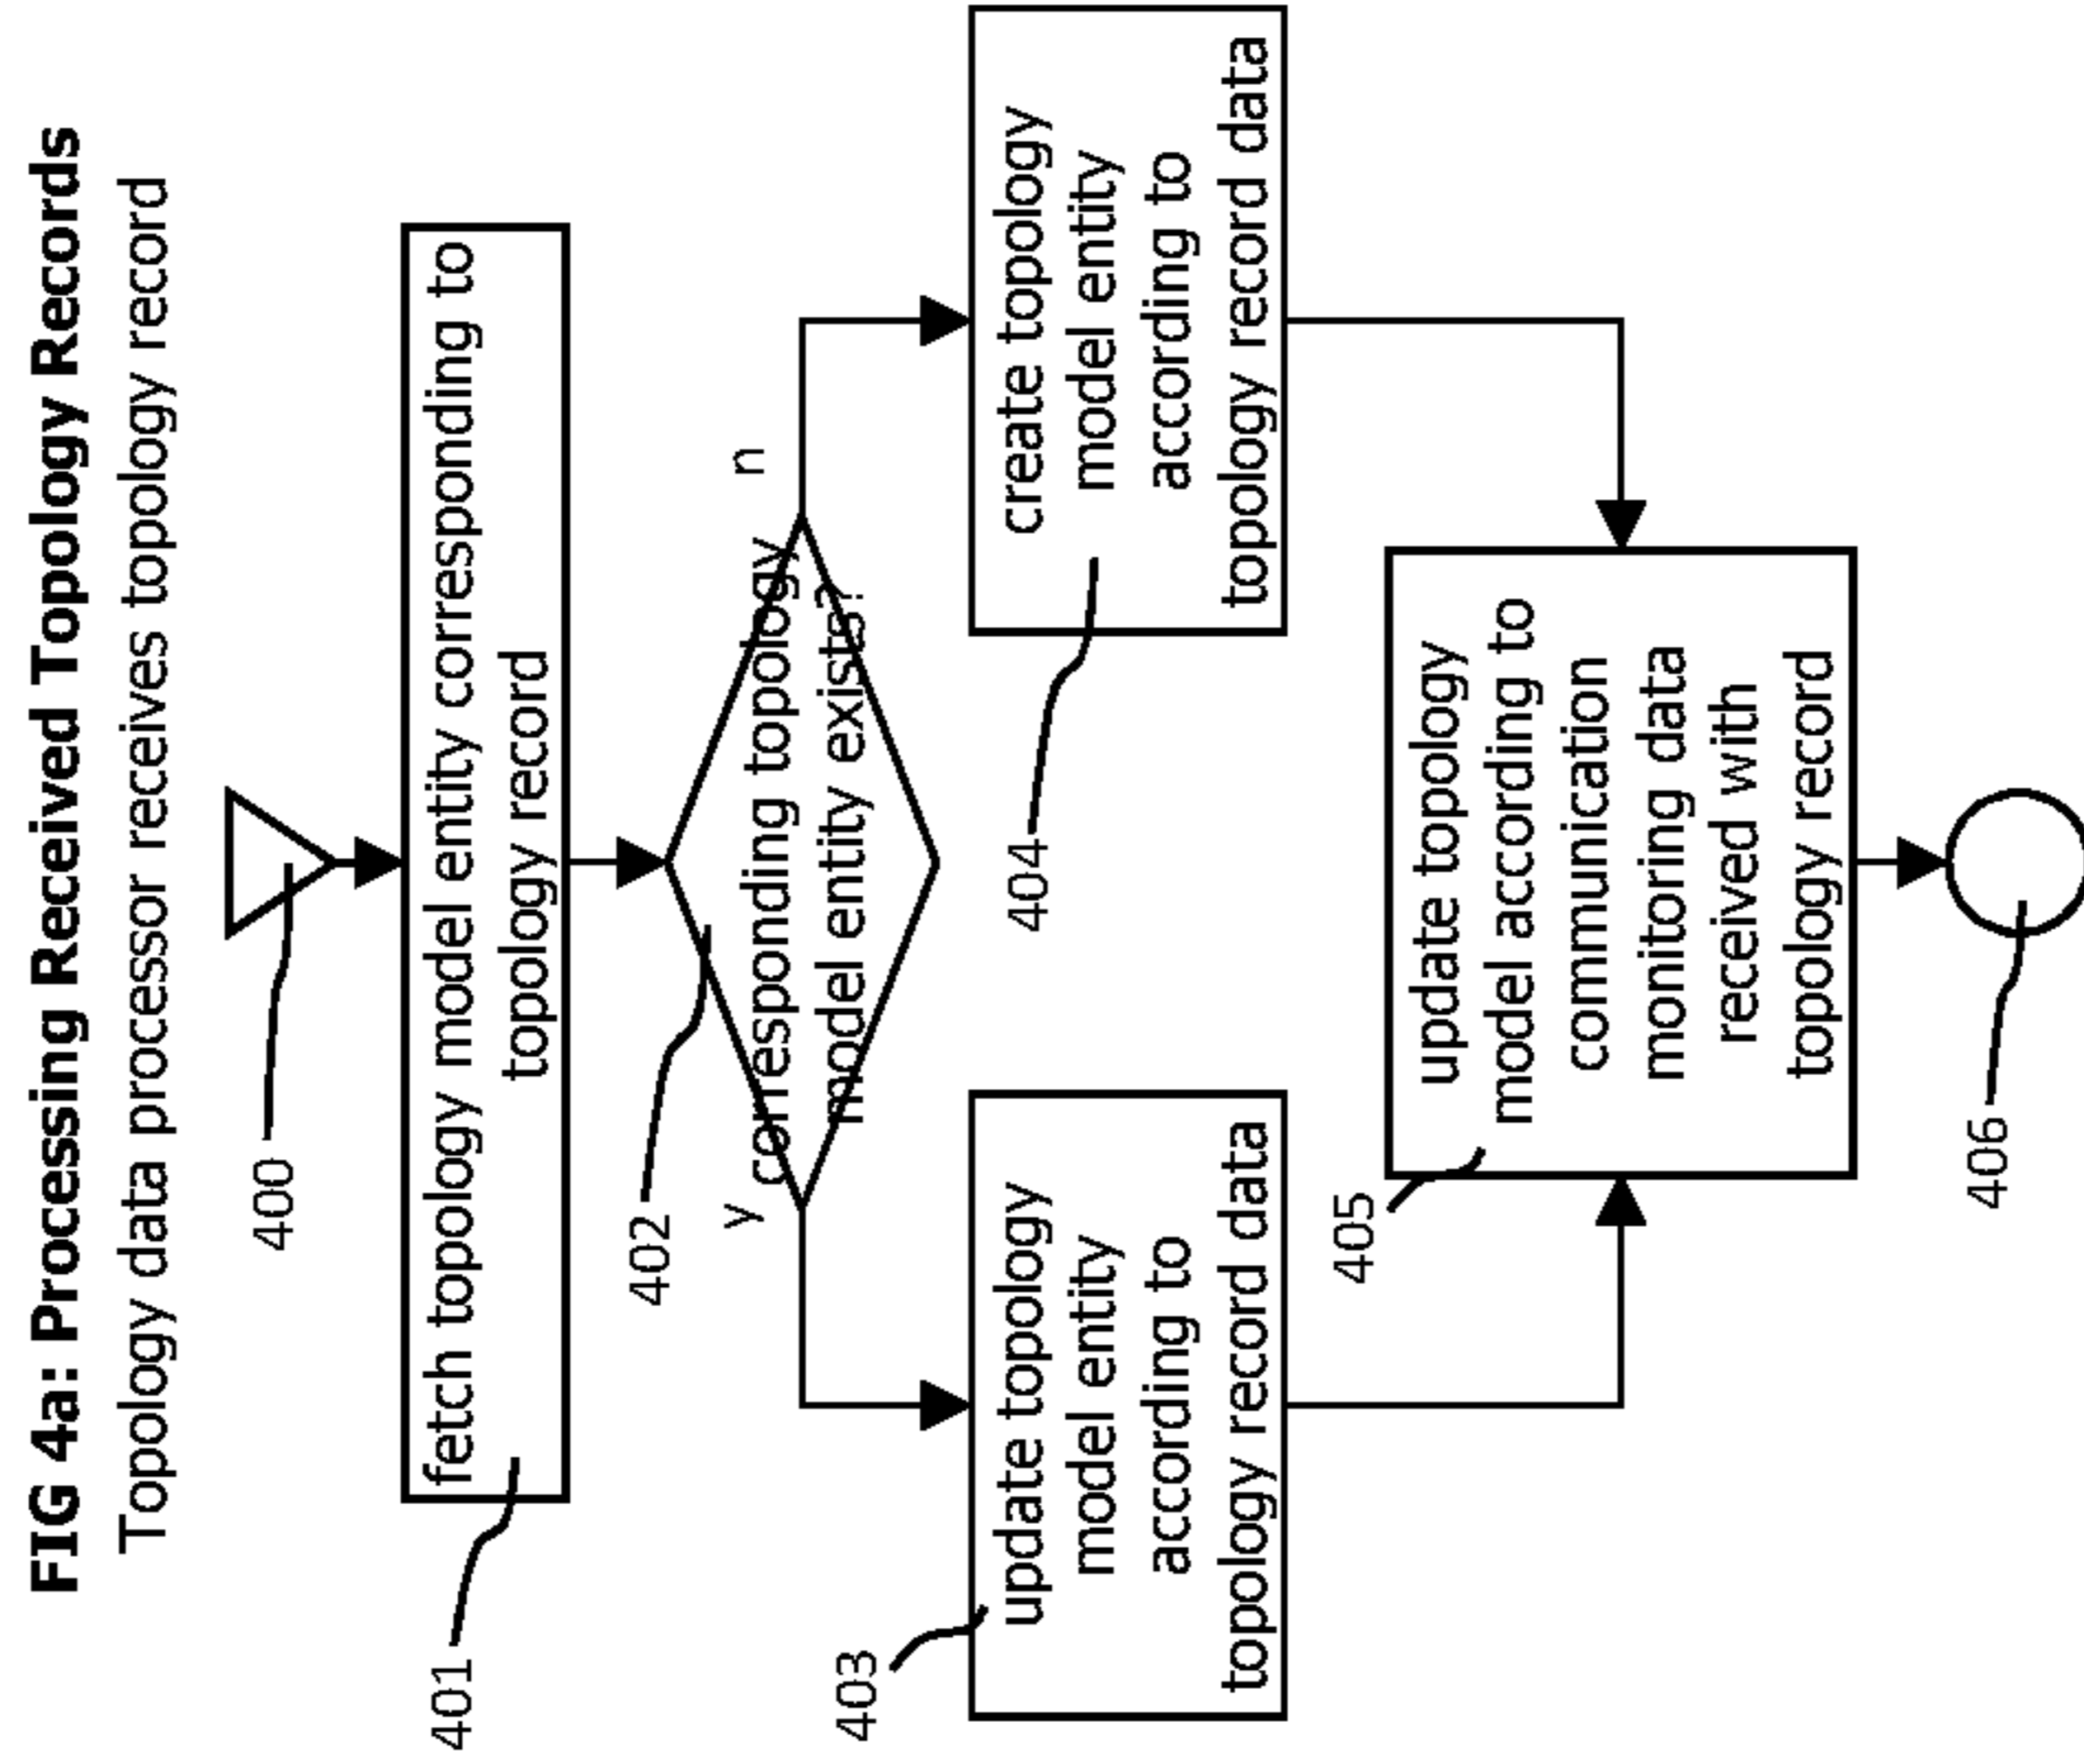 FIG 4a: Processing Received Topology Records
Topology data processor receives topology record
400
401
fetch topology model entity corresponding to
topology record
402
corresponding topology
model entity exists?
y
n
403
update topology
model entity
according to
topology record data
404
create topology
model entity
according to
topology record data
405
update topology
model according to
communication
monitoring data
received with
topology record
406